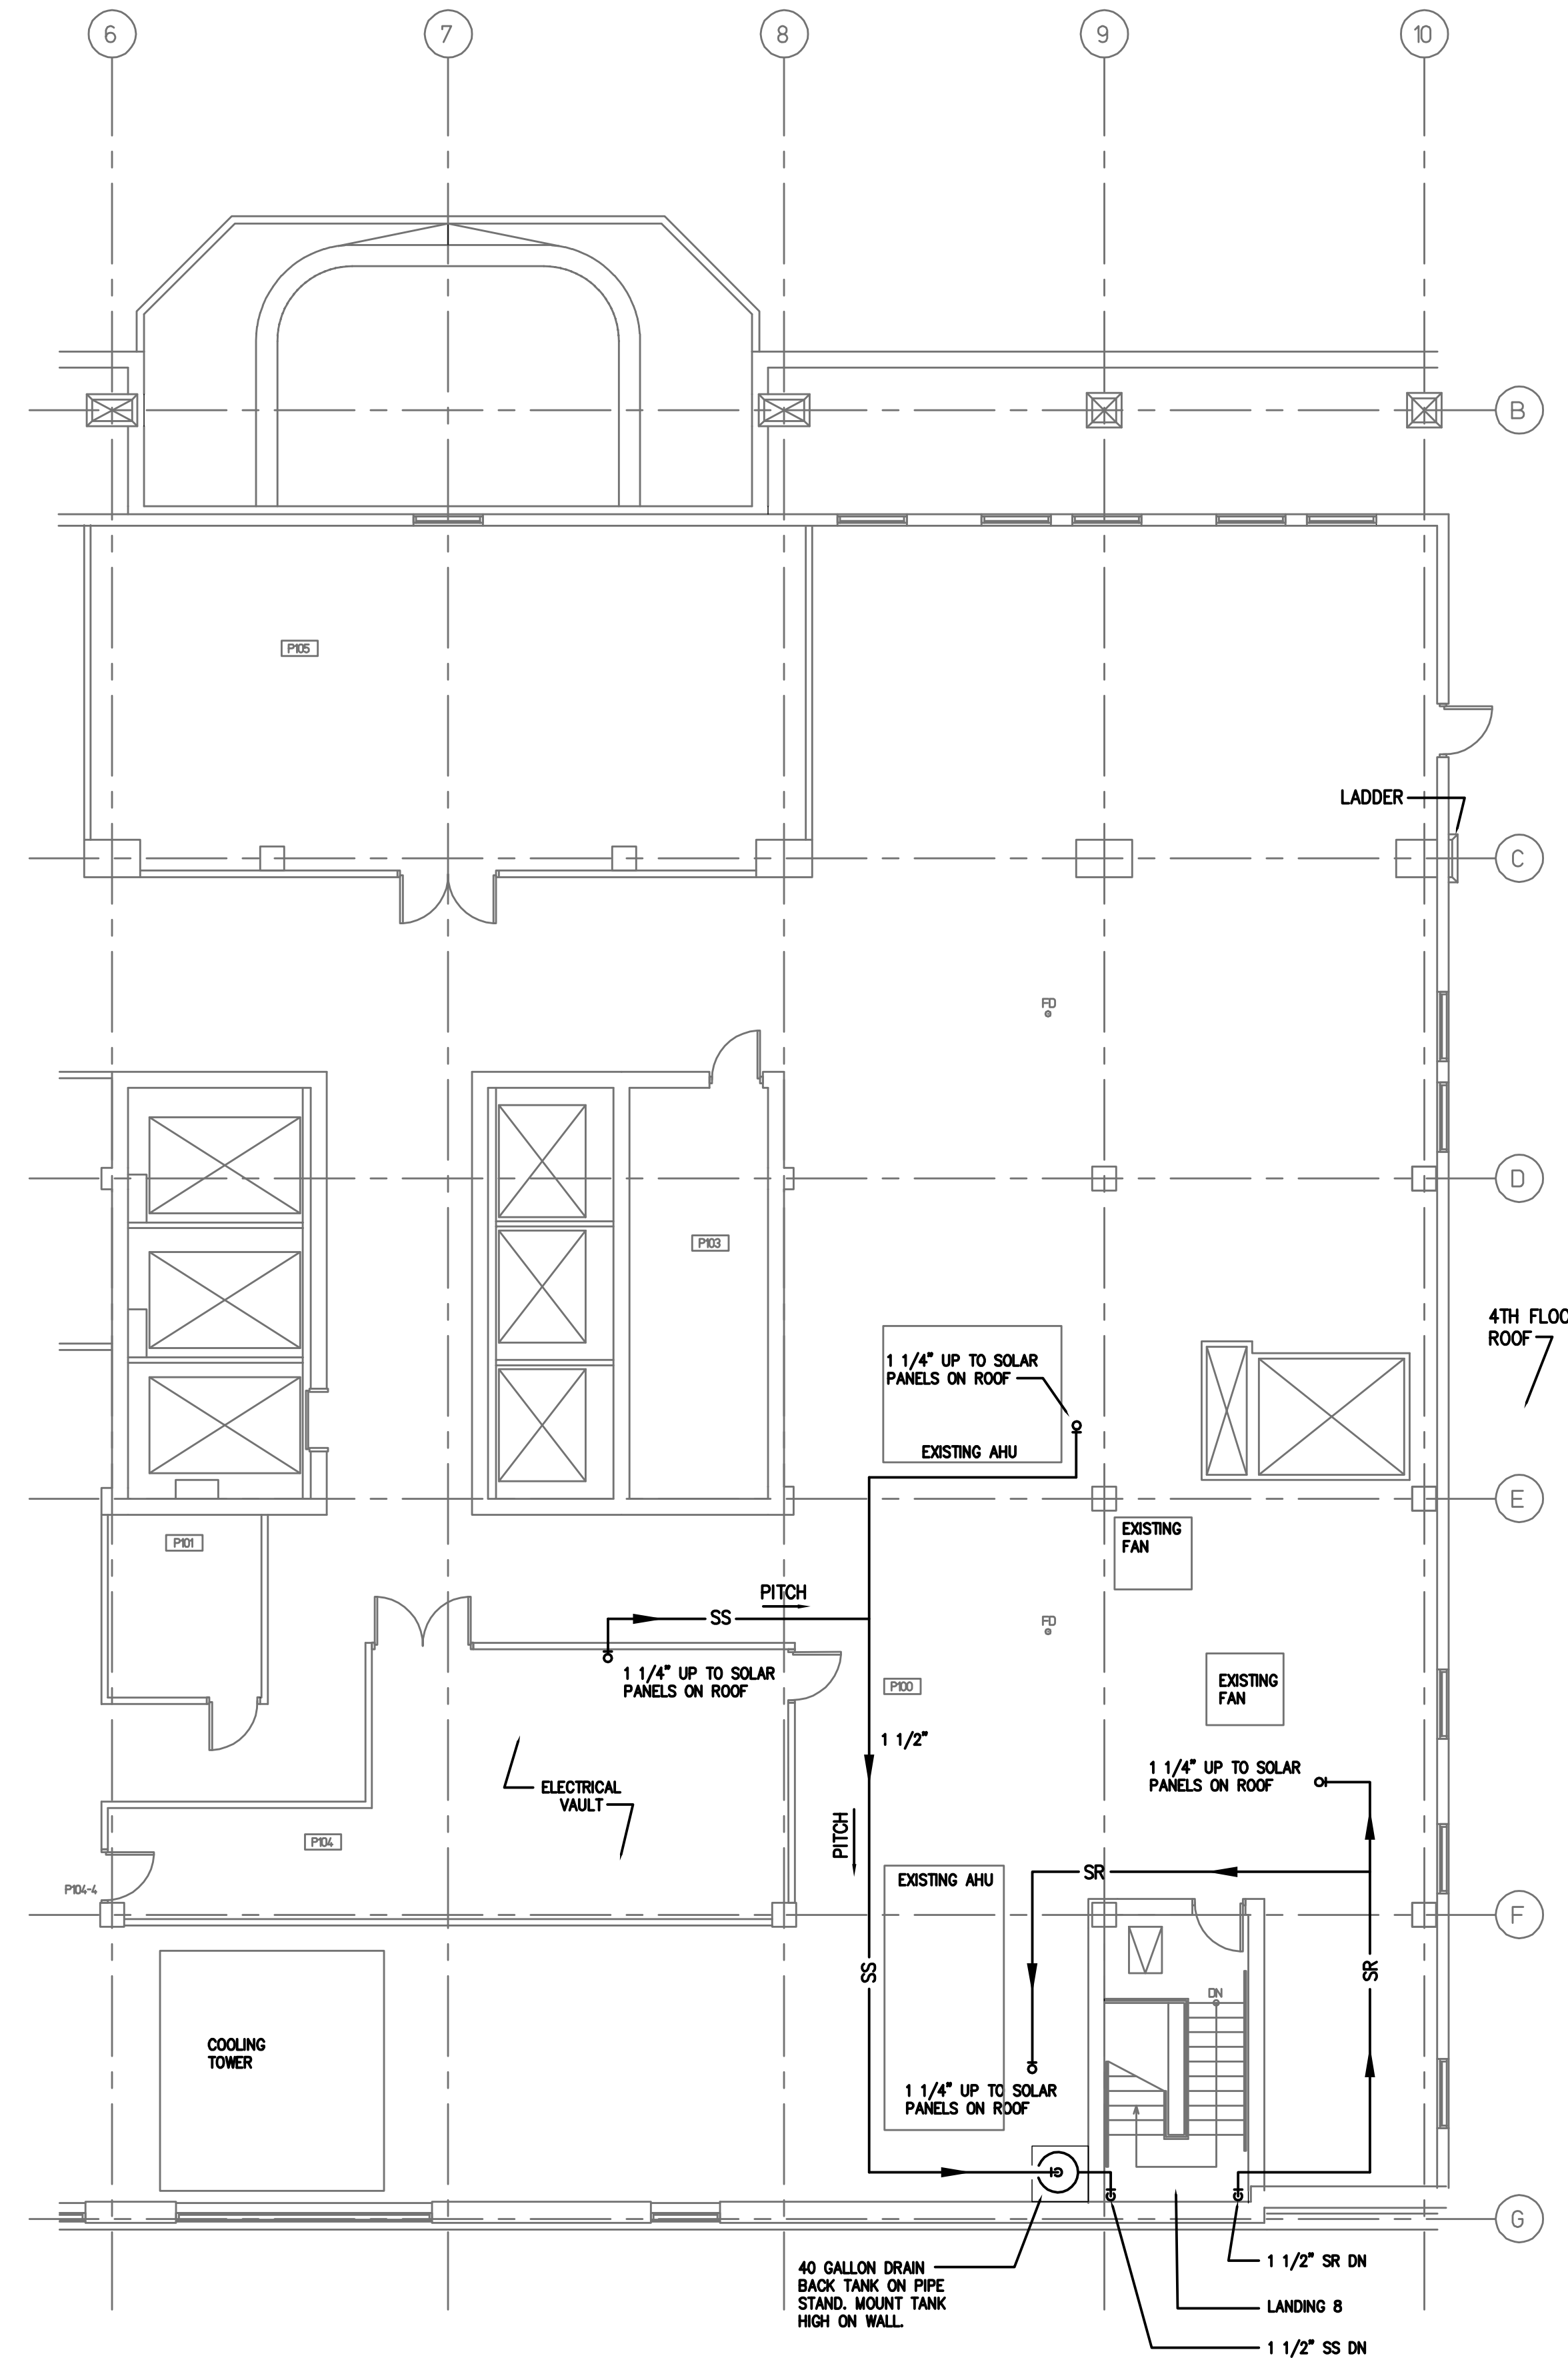 6
7
8
9
10
B
P105
LADDER
C
FD
D
P103
4TH FLOO
ROOF
1 1/4" UP TO SOLAR
PANELS ON ROOF
EXISTING AHU
E
EXISTING
FAN
P101
PITCH
SS
FD
1 1/4" UP TO SOLAR
PANELS ON ROOF
P100
EXISTING
FAN
1 1/2"
1 1/4" UP TO SOLAR
PANELS ON ROOF
ELECTRICAL
VAULT
PITCH
P104
SR
EXISTING AHU
P104-4
F
SS
SR
DN
COOLING
TOWER
1 1/4" UP TO SOLAR
PANELS ON ROOF
G
40 GALLON DRAIN
BACK TANK ON PIPE
STAND. MOUNT TANK
HIGH ON WALL.
1 1/2" SR DN
LANDING 8
1 1/2" SS DN